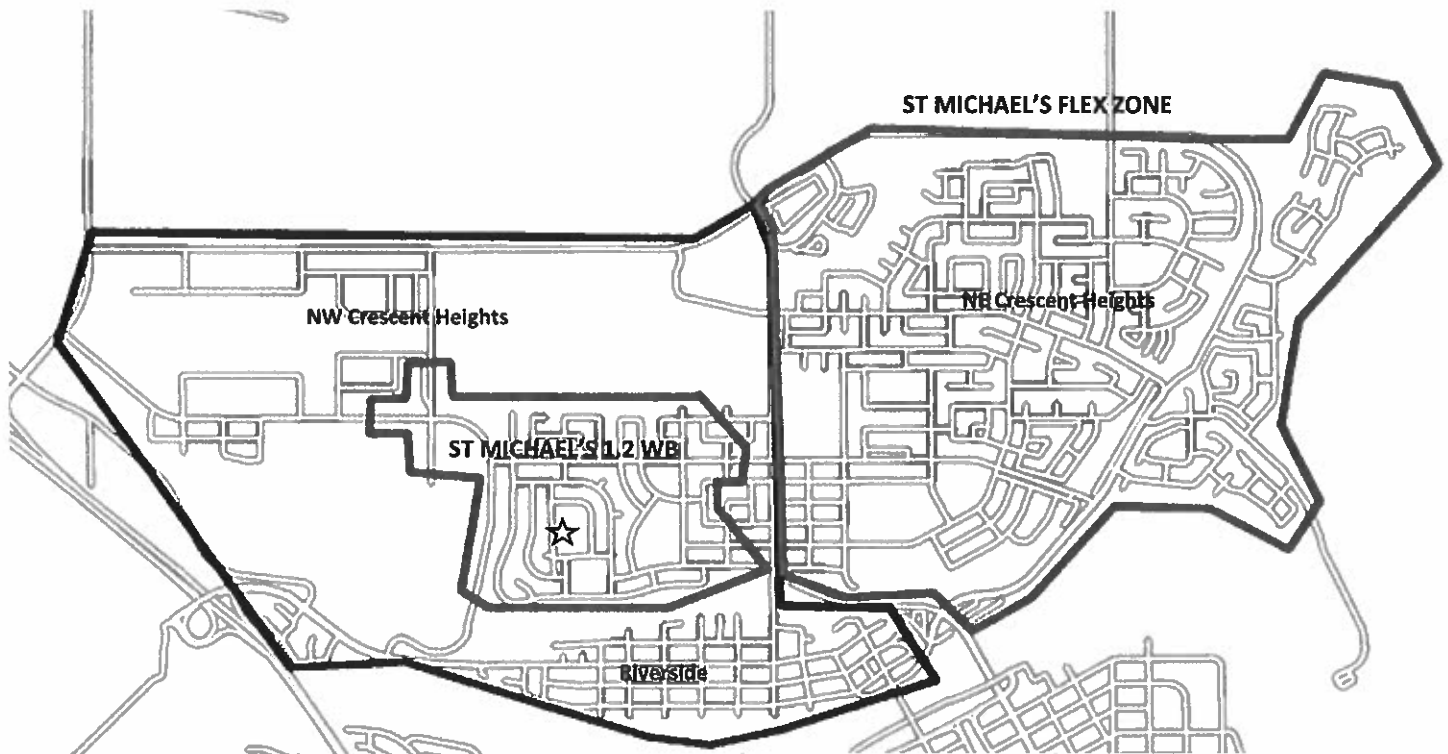 ST MICHAEL'S FLEX ZONE
NW Crescent Heights
NE Crescent Heights
ST MICHAEL'S 1,2 WB
Riverside